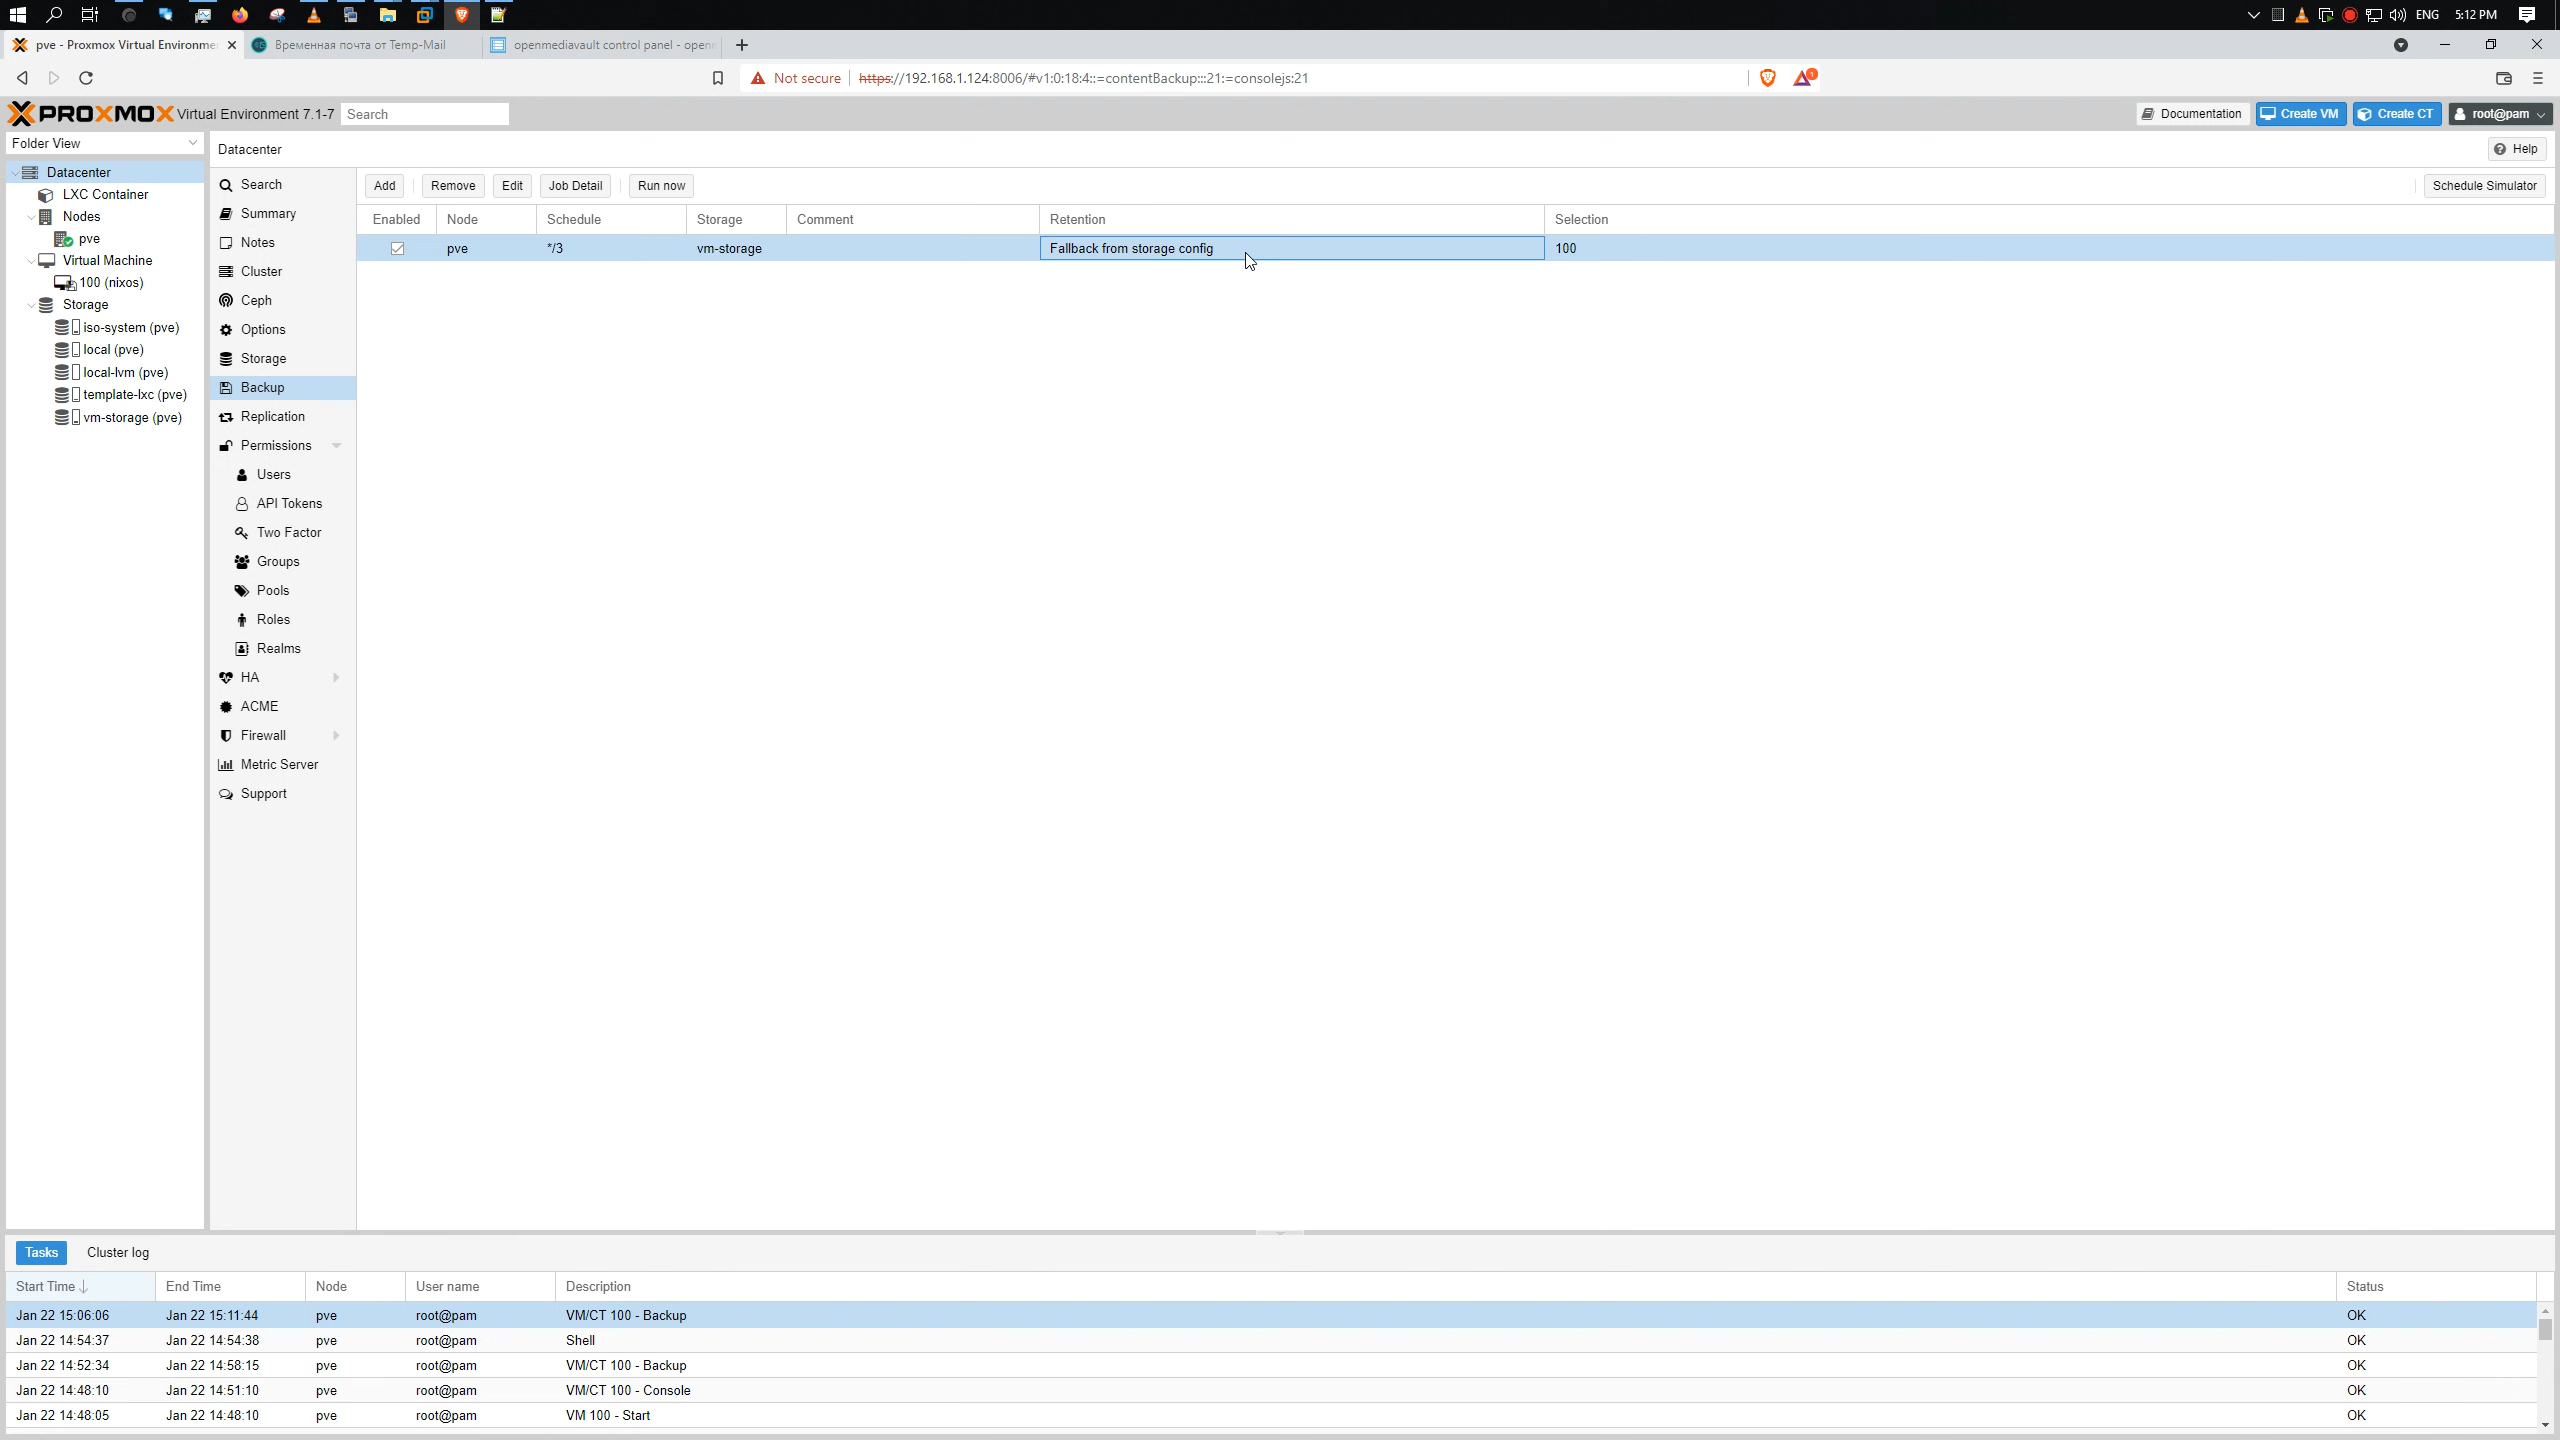 ENG 5:12 PM
pve - Proxmox Virtual Environme
Временная почта от Temp-Mail
openmediavault control panel - open
Not secure https://192.168.1.124:8006/#v1:0:18:4::=contentBackup:::21:=consolejs:21
1
PROXMOX Virtual Environment 7.1-7 Search
Documentation Create VM Create CT root@pam
Folder View
Datacenter
LXC Container
Nodes
pve
Virtual Machine
100 (nixos)
Storage
iso-system (pve)
local (pve)
local-lvm (pve)
template-lxc (pve)
vm-storage (pve)
Datacenter
Help
Search
Summary
Notes
Cluster
Ceph
Options
Storage
Backup
Replication
Permissions
Users
API Tokens
Two Factor
Groups
Pools
Roles
Realms
HA
ACME
Firewall
Metric Server
Support
Add Remove Edit Job Detail Run now Schedule Simulator
Enabled Node Schedule Storage Comment Retention Selection
pve */3 vm-storage Fallback from storage config 100
Tasks Cluster log
Start Time End Time Node User name Description Status
Jan 22 15:06:06 Jan 22 15:11:44 pve root@pam VM/CT 100 - Backup OK
Jan 22 14:54:37 Jan 22 14:54:38 pve root@pam Shell OK
Jan 22 14:52:34 Jan 22 14:58:15 pve root@pam VM/CT 100 - Backup OK
Jan 22 14:48:10 Jan 22 14:51:10 pve root@pam VM/CT 100 - Console OK
Jan 22 14:48:05 Jan 22 14:48:10 pve root@pam VM 100 - Start OK